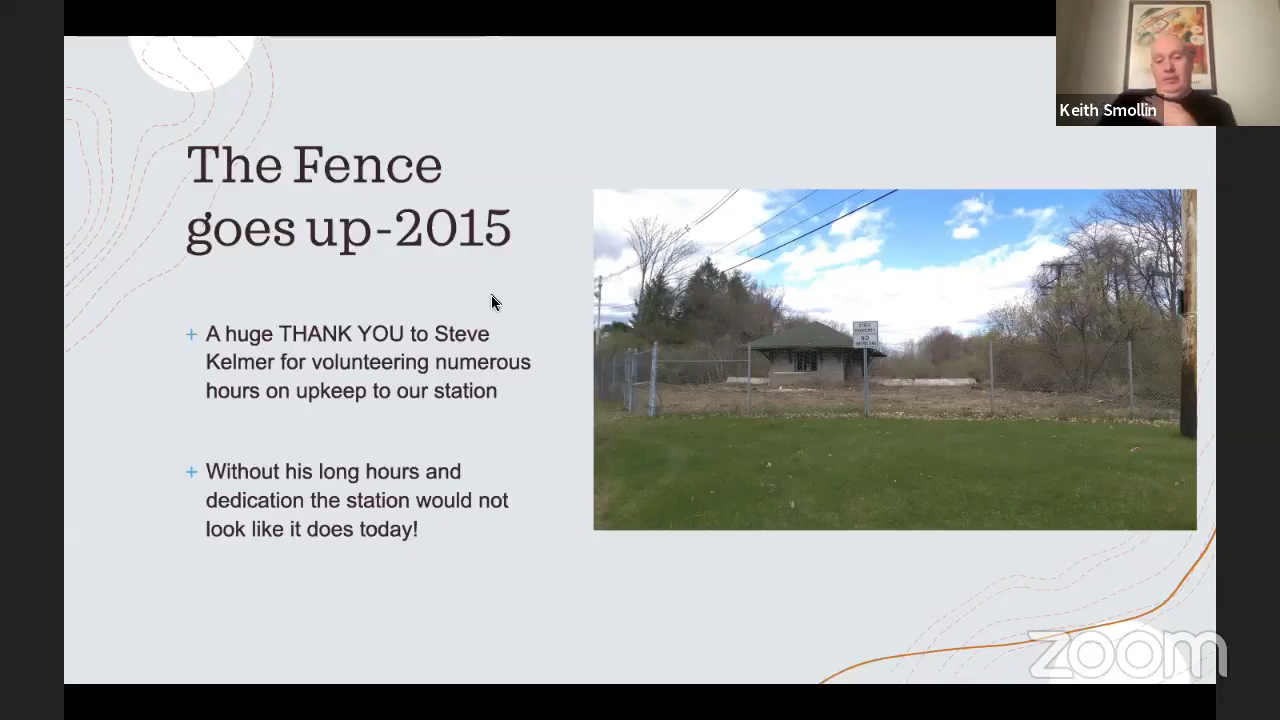 Keith Smollin
The Fence
goes up-2015
+ A huge THANK YOU to Steve
Kelmer for volunteering numerous
hours on upkeep to our station
+ Without his long hours and
dedication the station would not
look like it does today!
NO
zoom